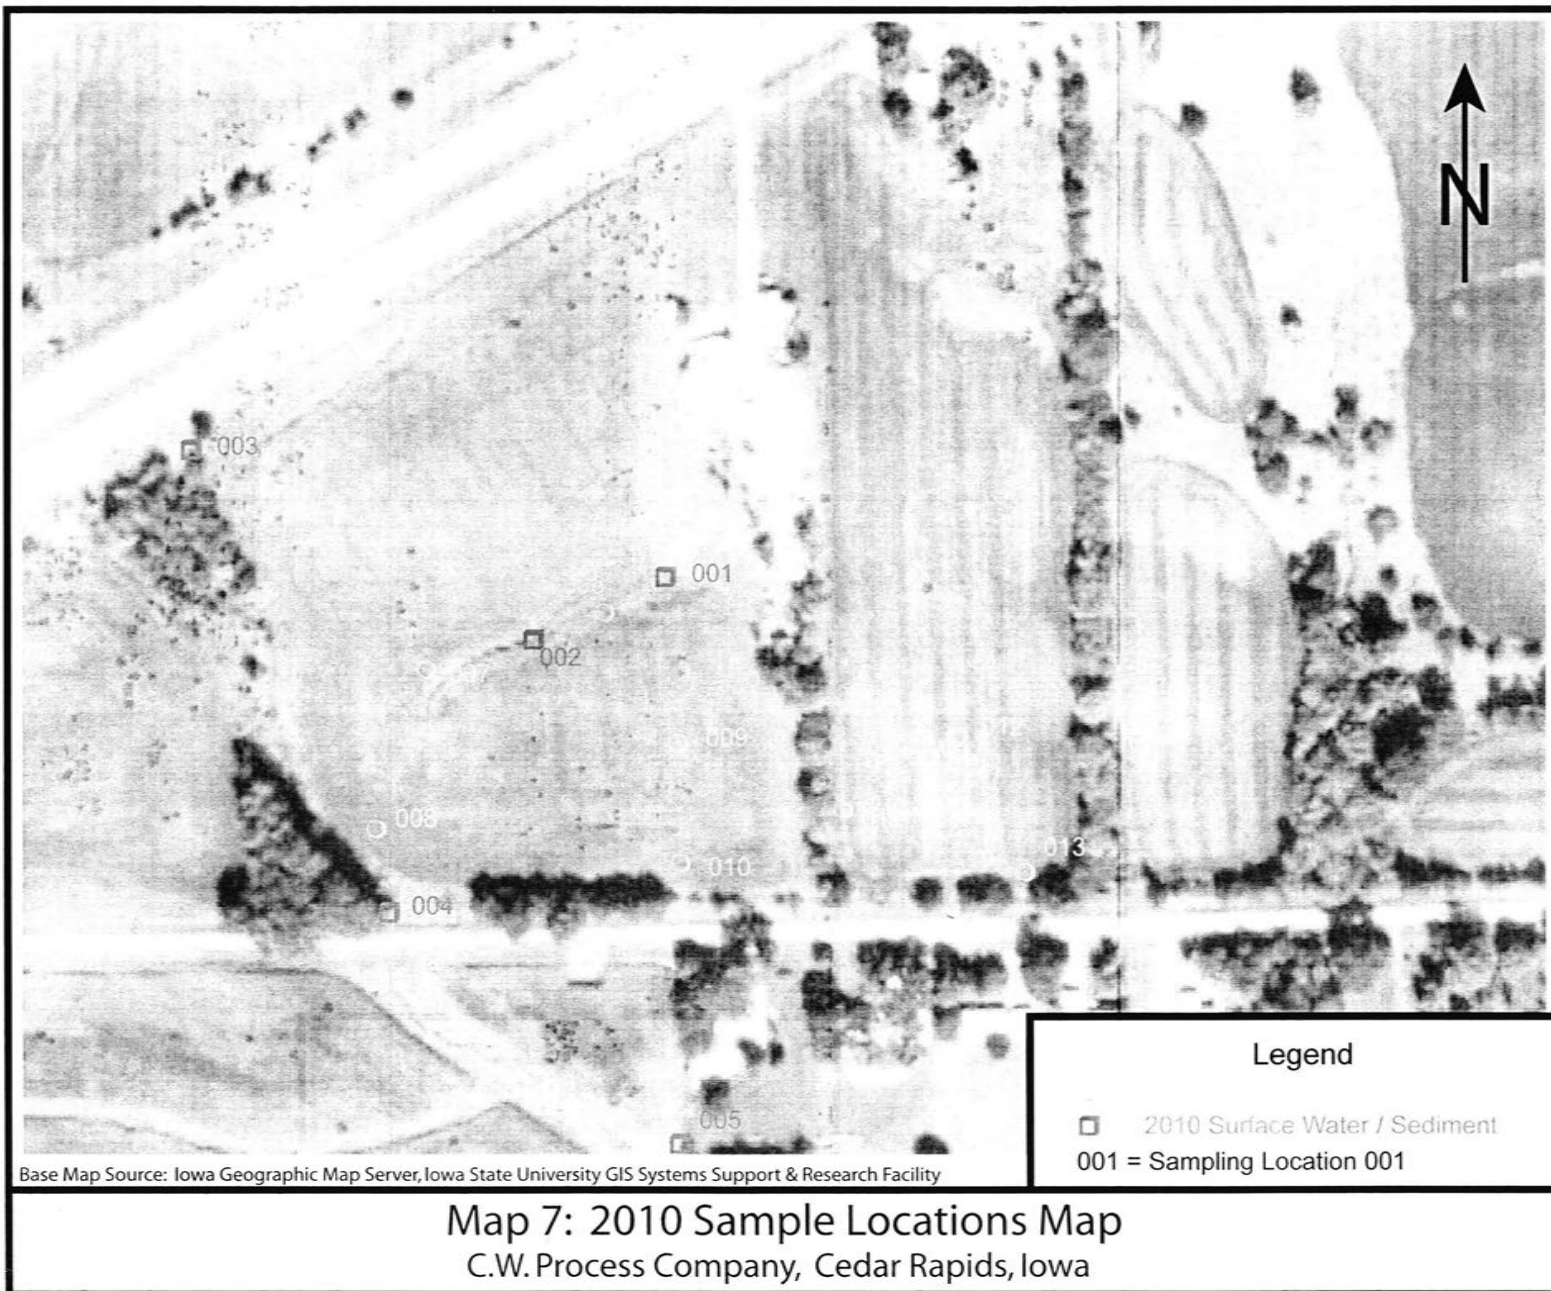 N
003
001
002
009
008
013
010
004
005
Legend
2010 Surface Water / Sediment
001 = Sampling Location 001
Base Map Source: Iowa Geographic Map Server, Iowa State University GIS Systems Support & Research Facility
Map 7: 2010 Sample Locations Map
C.W. Process Company, Cedar Rapids, Iowa